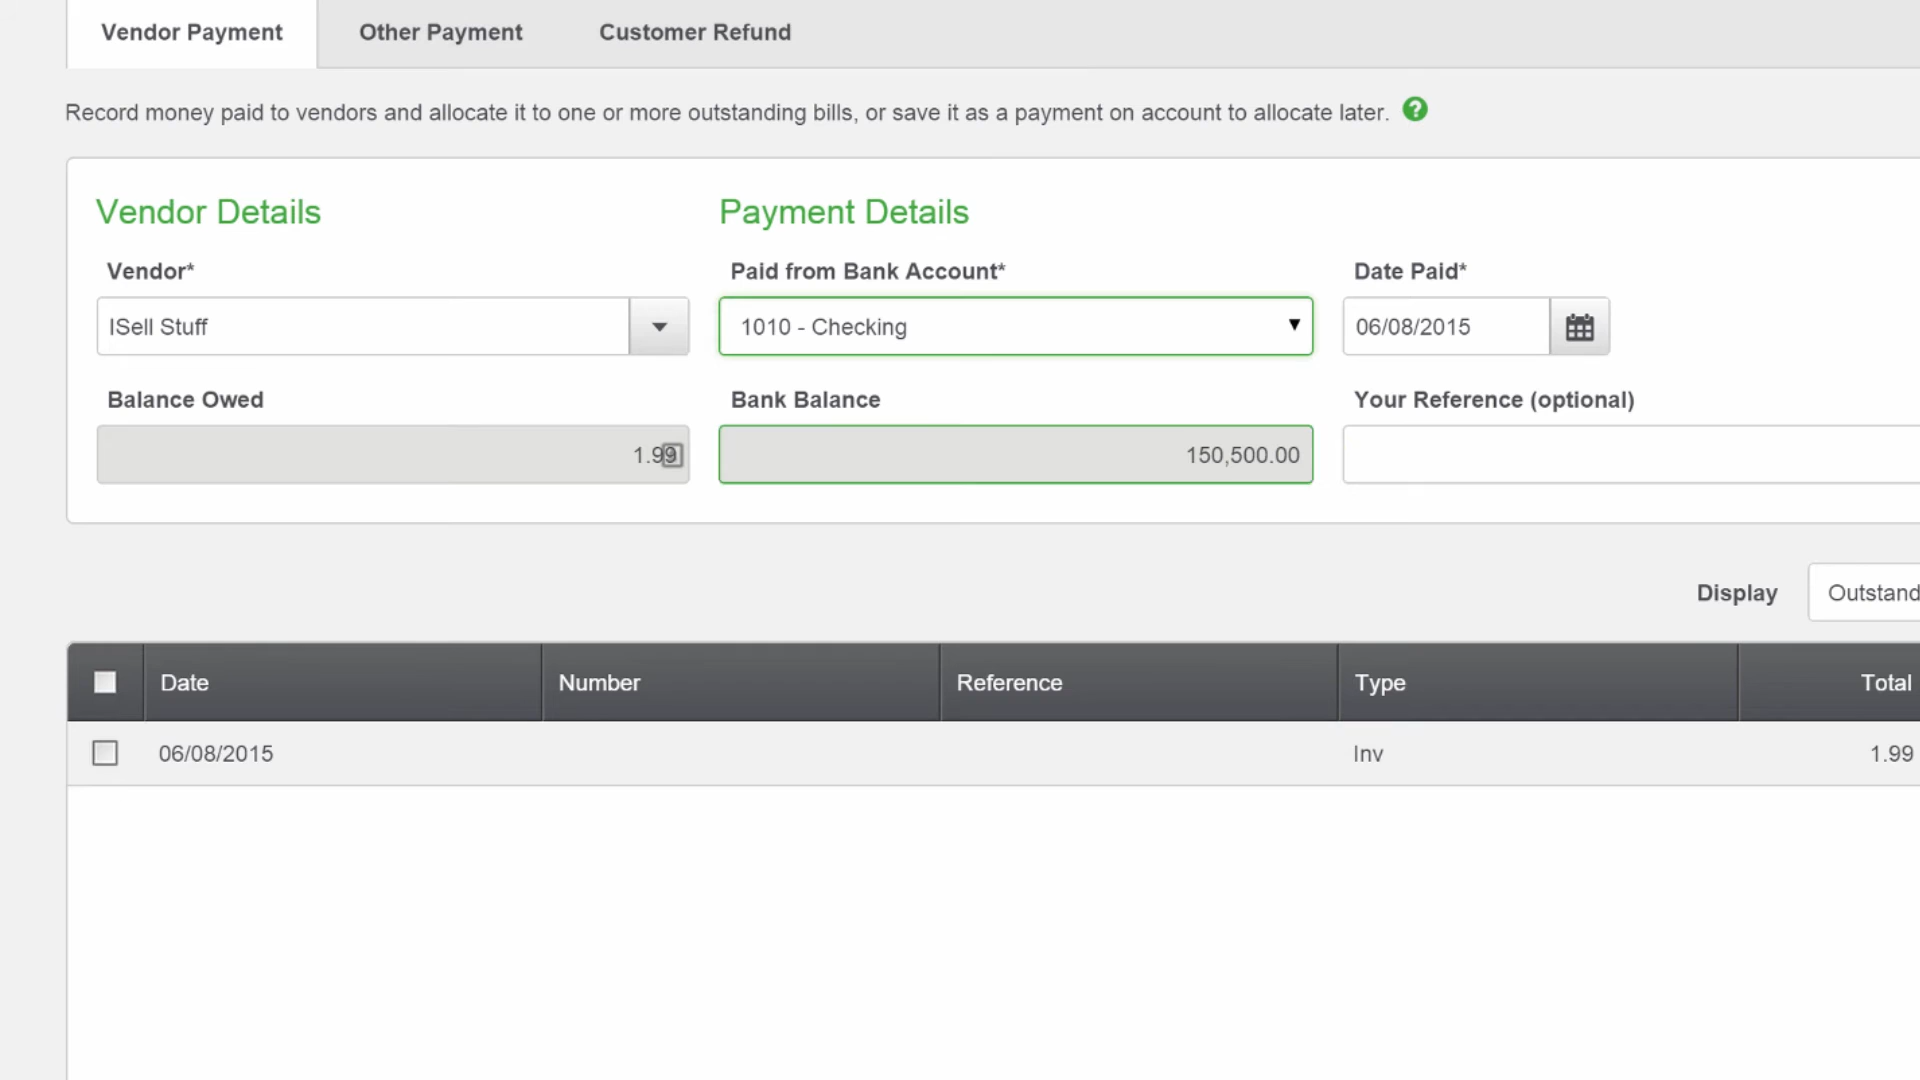 Vendor Payment Other Payment Customer Refund
Record money paid to vendors and allocate it to one or more outstanding bills, or save it as a payment on account to allocate later. ?
Vendor Details Payment Details
Vendor* Paid from Bank Account* Date Paid*
ISell Stuff 1010 - Checking 06/08/2015
Balance Owed Bank Balance Your Reference (optional)
1.99 150,500.00
Display Outstand
Date Number Reference Type Total
06/08/2015 Inv 1.99